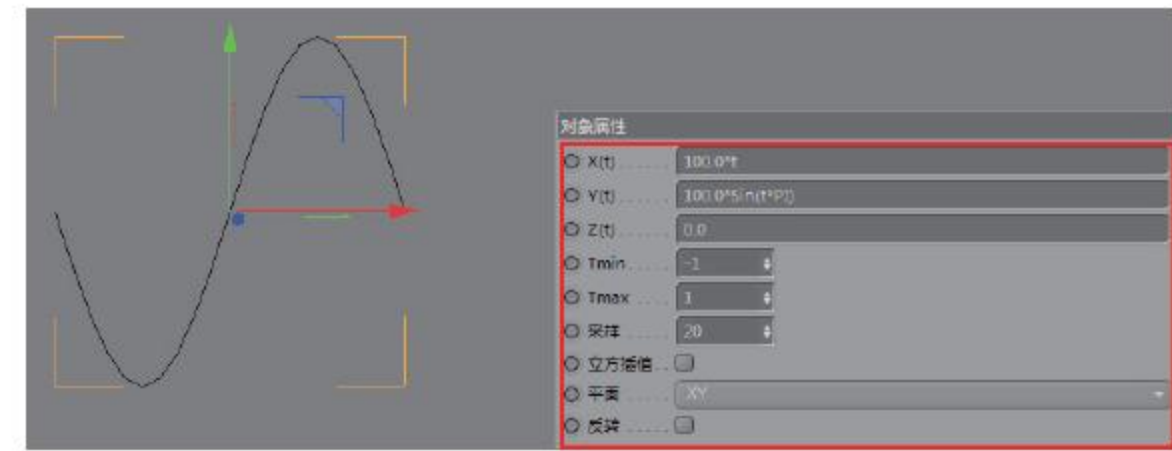 对象属性
X(t) 100.0*t
Y(t) 100.0*Sin(t*PI)
Z(t) 0.0
Tmin -1
Tmax 1
采样 20
立方插值
平面 XY
反转